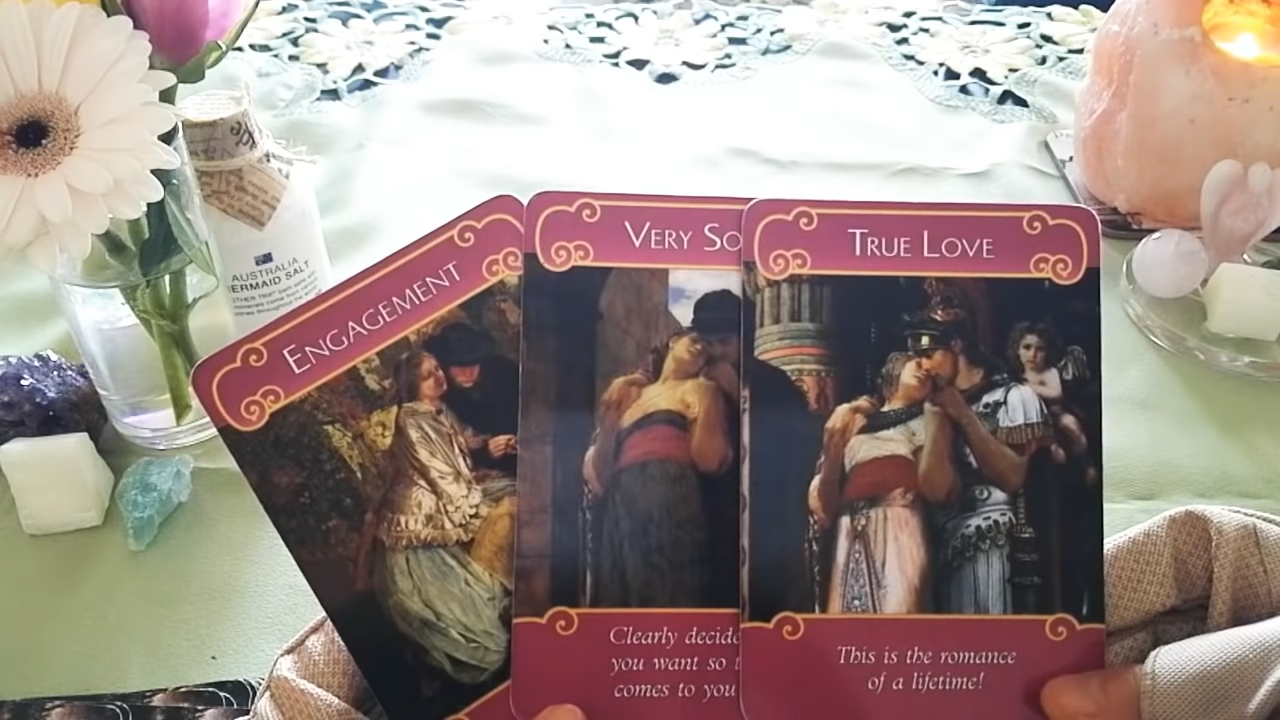 AUSTRALIA
ERMAID SALT
ENGAGEMENT
VERY SO
TRUE LOVE
Clearly decid
you want so t
comes to you
This is the romance
of a lifetime!